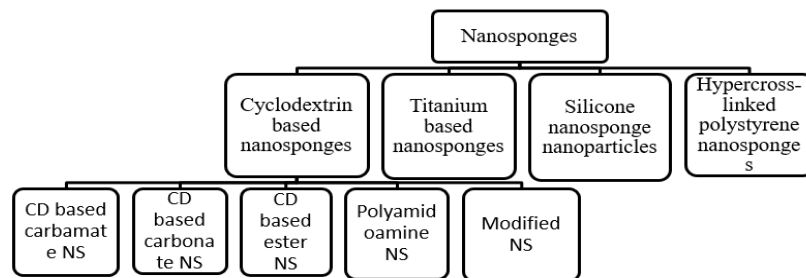 Nanosponges
Cyclodextrin
based
nanosponges
Titanium
based
nanosponges
Silicone
nanosponge
nanoparticles
Hypercross-
linked
polystyrene
nanosponge
s
CD based
carbamat
e NS
CD
based
carbona
te NS
CD
based
ester
NS
Polyamid
oamine
NS
Modified
NS